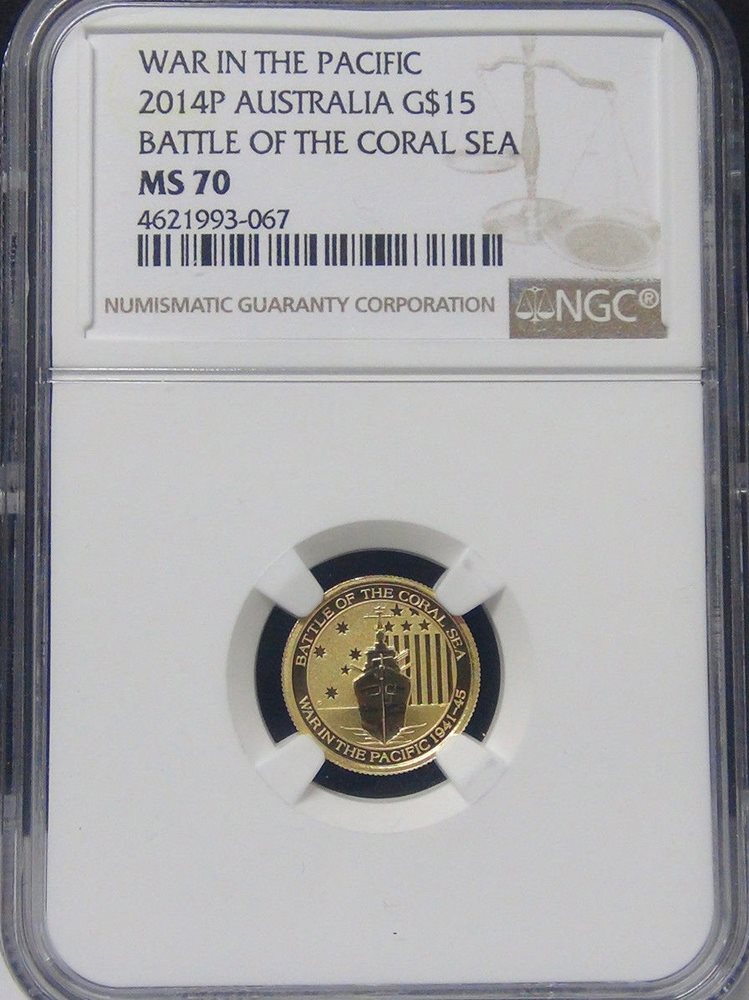 WAR IN THE PACIFIC
2014P AUSTRALIA G$15
BATTLE OF THE CORAL SEA
MS 70
4621993-067
NUMISMATIC GUARANTY CORPORATION
NGC®
BATTLE OF THE CORAL SEA
WAR IN THE PACIFIC 1941-45